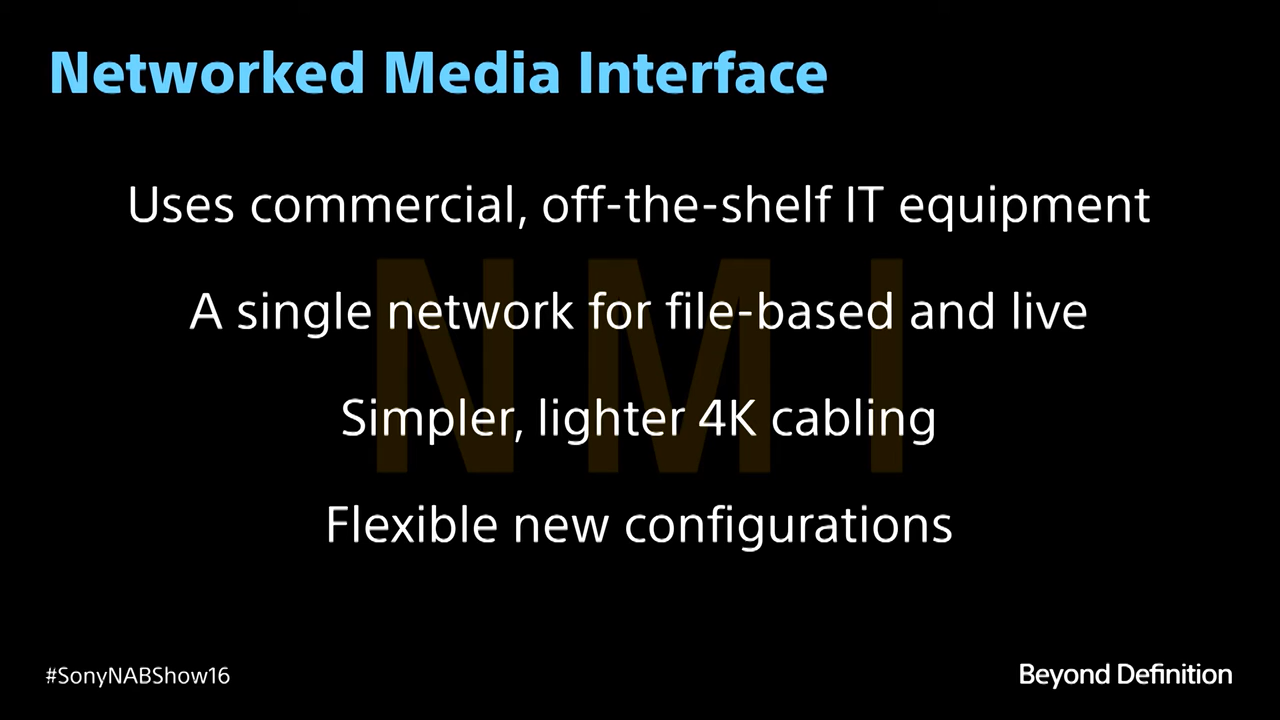 Networked Media Interface
NMI
Uses commercial, off-the-shelf IT equipment
A single network for file-based and live
Simpler, lighter 4K cabling
Flexible new configurations
#SonyNABShow16
Beyond Definition